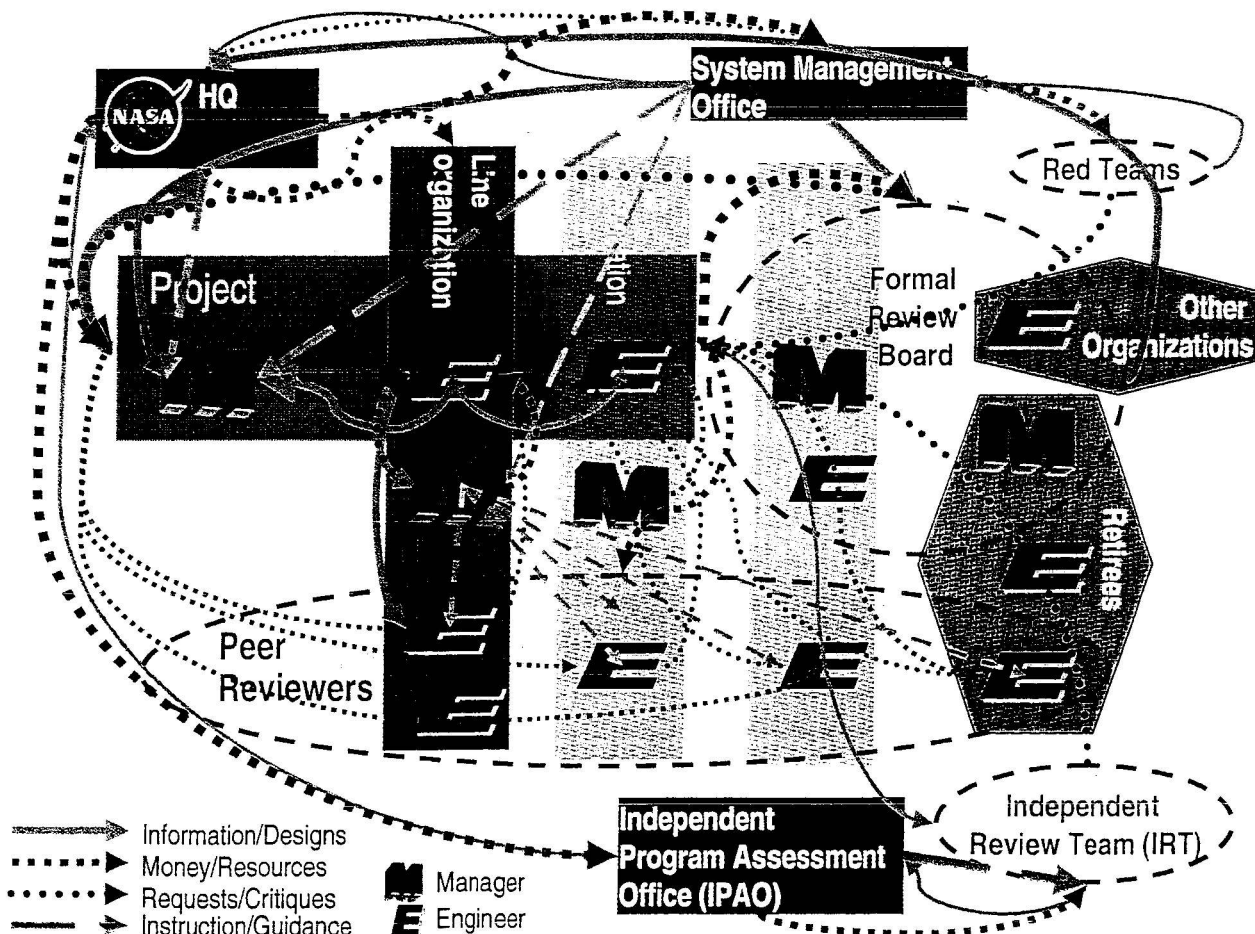 NASA
HQ
System Management
Office
Red Teams
Line
organization
Project
Formal
Review
Board
E
Other
Organizations
E
E
M
M
E
M
E
E
Retirees
E
E
E
E
Peer
Reviewers
Independent
Program Assessment
Office (IPAO)
Independent
Review Team (IRT)
Information/Designs
Money/Resources
Requests/Critiques
Instruction/Guidance
M Manager
E Engineer